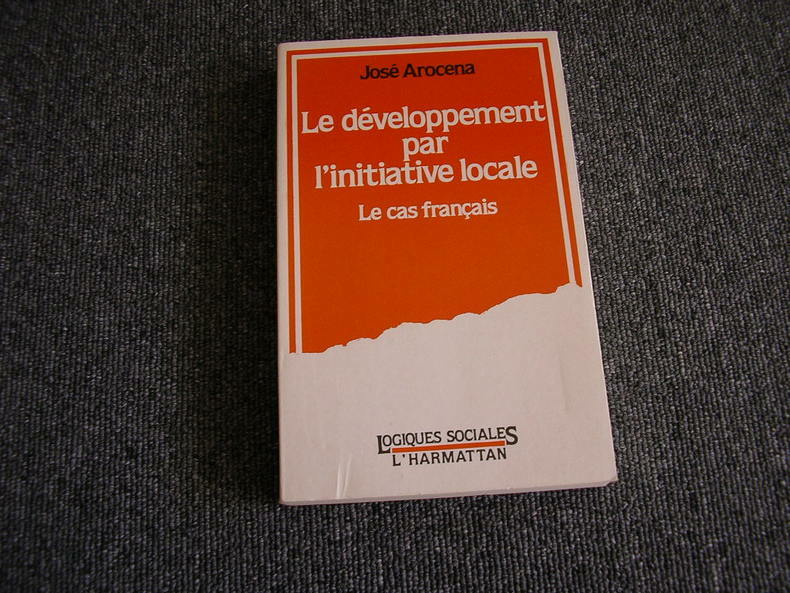 José Arocena
Le développement
par
l'initiative locale
Le cas français
LOGIQUES SOCIALES
L'HARMATTAN